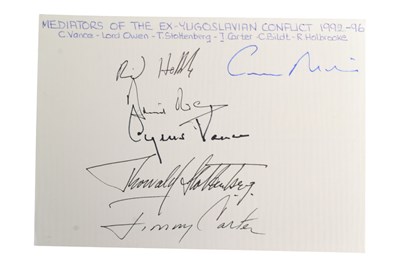 MEDIATORS OF THE EX-YUGOSLAVIAN CONFLICT 1992-96
C.Vance - Lord Owen - T.Stoltenberg - J Carter - C.Bildt - R.Holbrooke
Cyrus Vance
Thorvald Stoltenberg.
Jimmy Carter